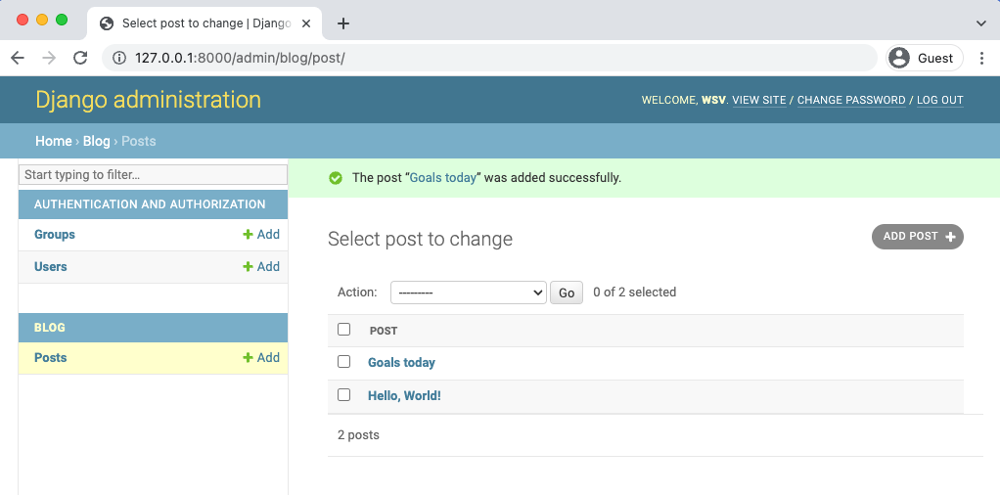 Select post to change | Django
127.0.0.1:8000/admin/blog/post/
Guest
Django administration
WELCOME, WSV. VIEW SITE / CHANGE PASSWORD / LOG OUT
Home › Blog › Posts
Start typing to filter…
AUTHENTICATION AND AUTHORIZATION
Groups + Add
Users + Add
BLOG
Posts + Add
The post “Goals today” was added successfully.
Select post to change
ADD POST +
Action: --------- Go 0 of 2 selected
POST
Goals today
Hello, World!
2 posts